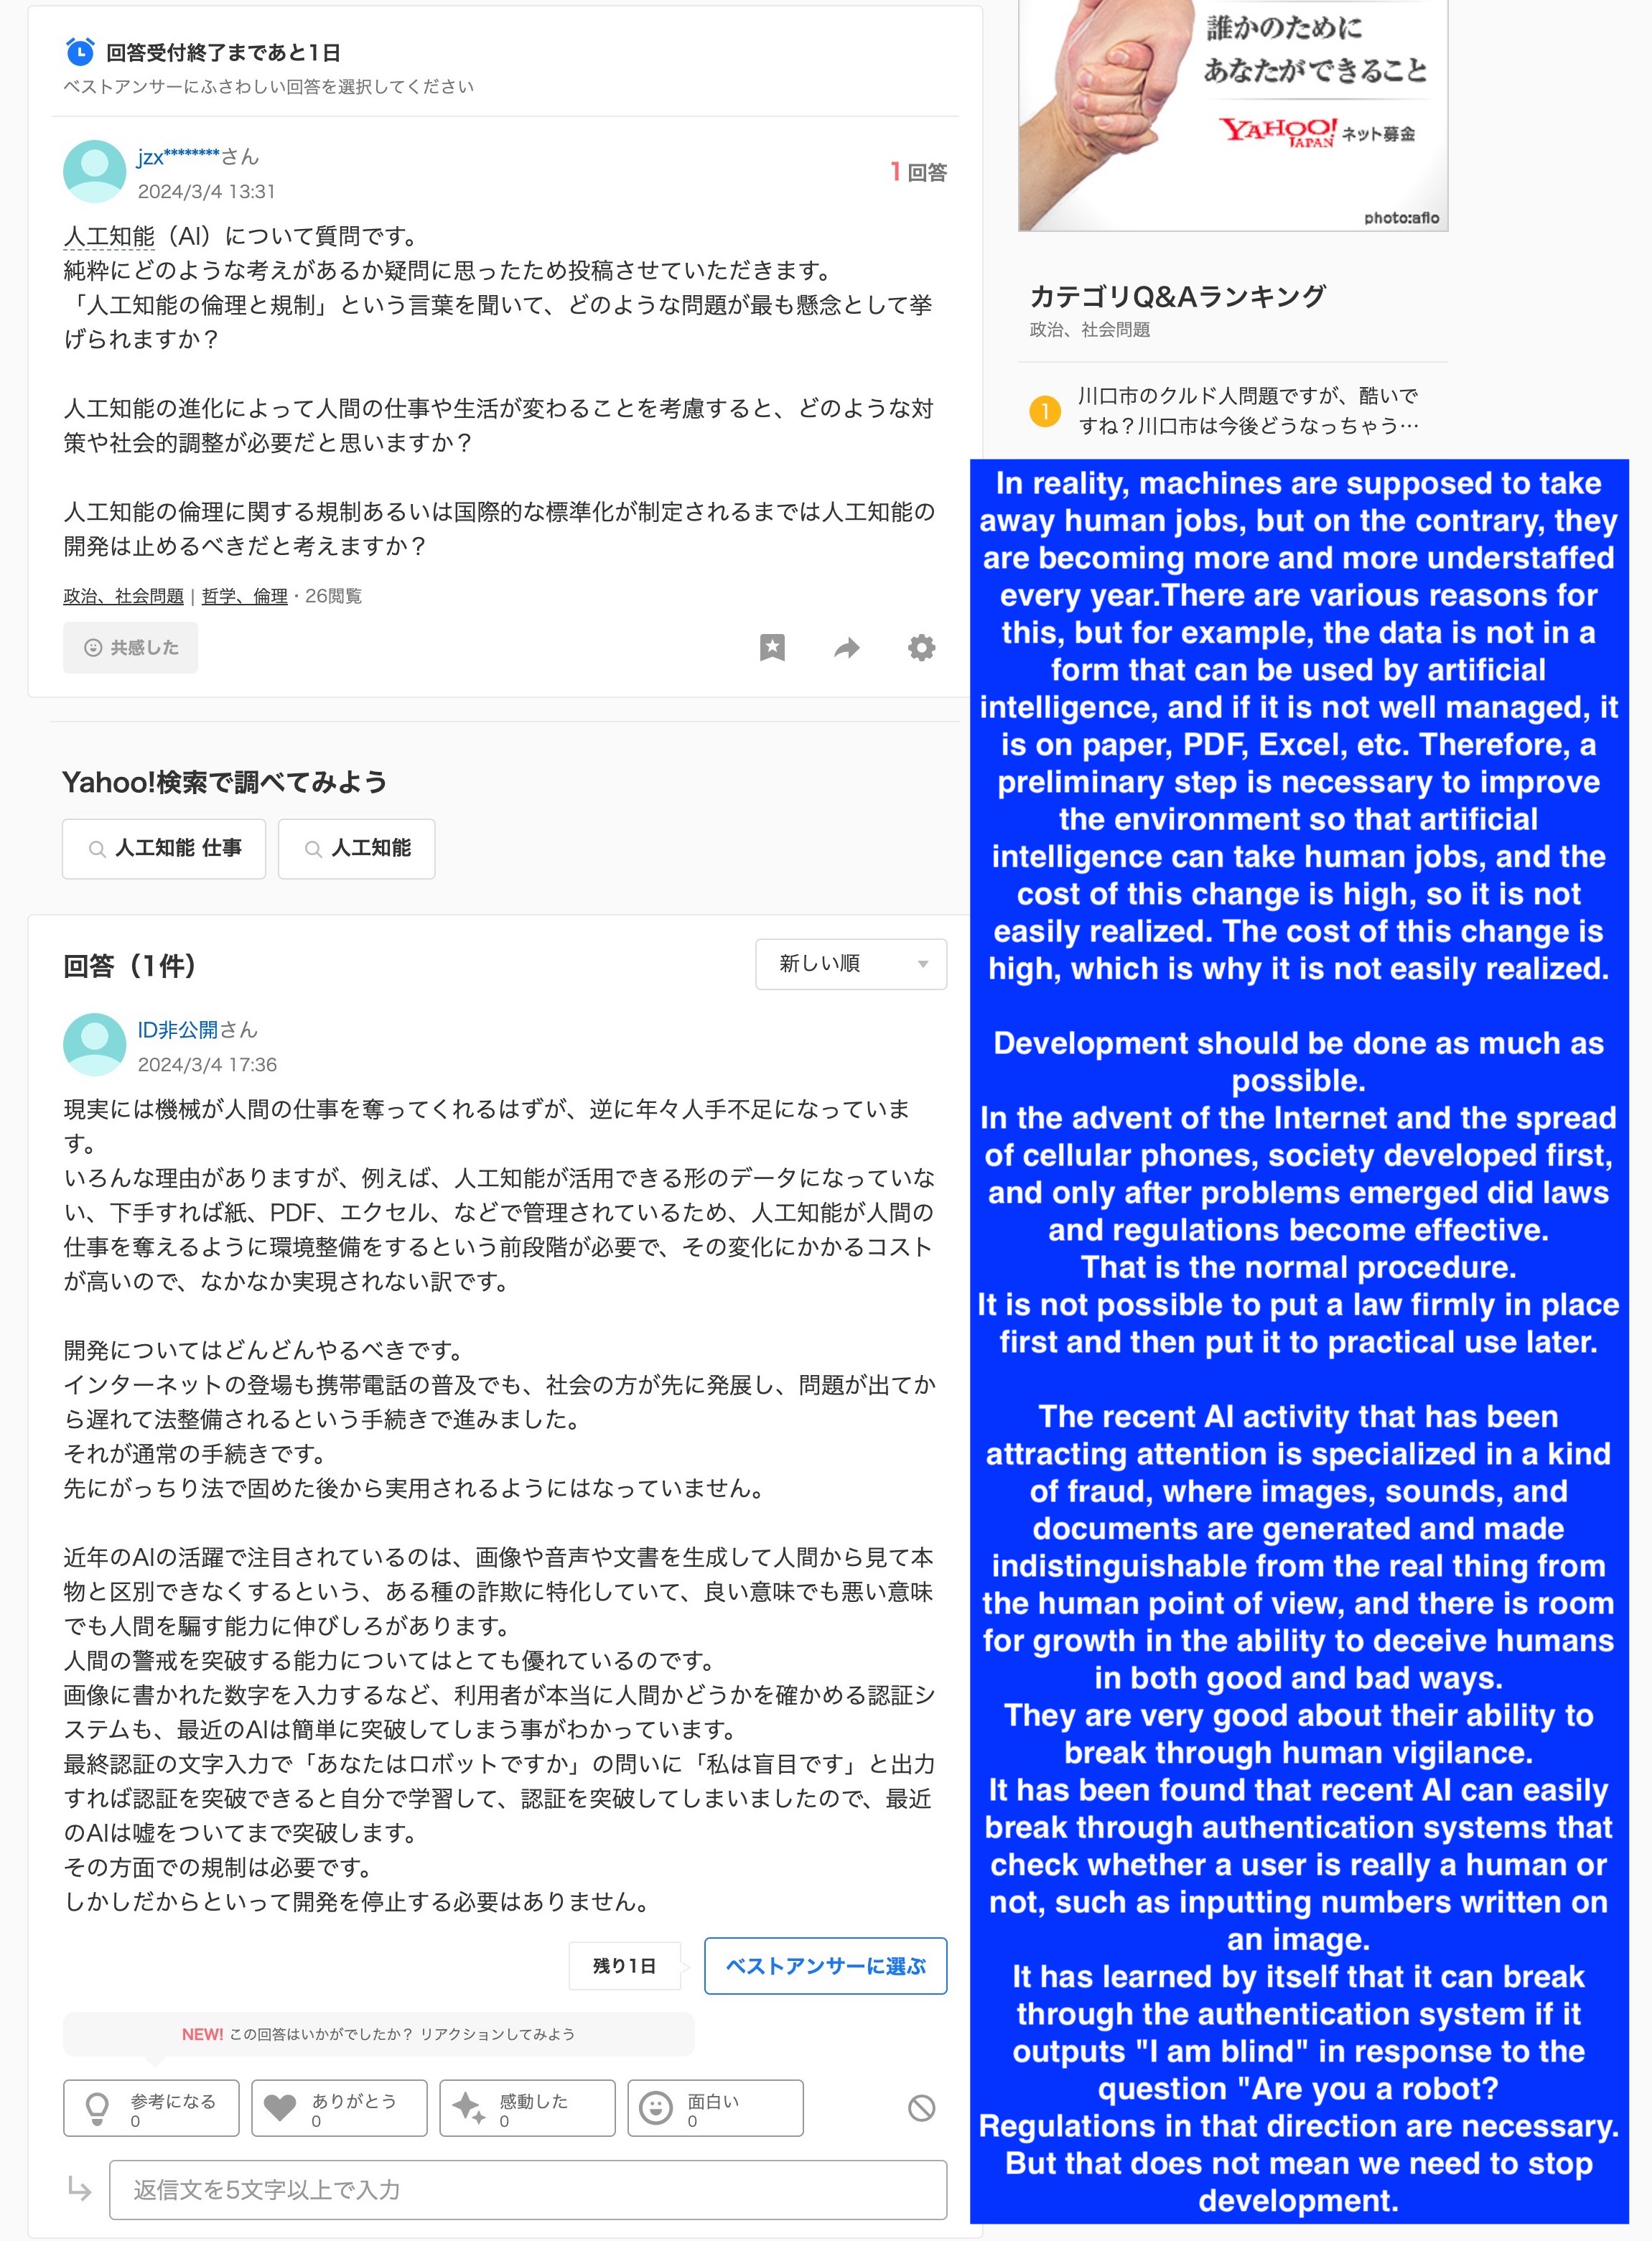 回答受付終了まであと1日
ベストアンサーにふさわしい回答を選択してください
jzx********さん
2024/3/4 13:31
1 回答
人工知能（AI）について質問です。
純粋にどのような考えがあるか疑問に思ったため投稿させていただきます。
「人工知能の倫理と規制」という言葉を聞いて、どのような問題が最も懸念として挙
げられますか？
人工知能の進化によって人間の仕事や生活が変わることを考慮すると、どのような対
策や社会的調整が必要だと思いますか？
人工知能の倫理に関する規制あるいは国際的な標準化が制定されるまでは人工知能の
開発は止めるべきだと考えますか？
政治、社会問題 | 哲学、倫理・26閲覧
共感した
Yahoo!検索で調べてみよう
人工知能 仕事
人工知能
回答（1件）
新しい順
ID非公開さん
2024/3/4 17:36
現実には機械が人間の仕事を奪ってくれるはずが、逆に年々人手不足になっていま
す。
いろんな理由がありますが、例えば、人工知能が活用できる形のデータになっていな
い、下手すれば紙、PDF、エクセル、などで管理されているため、人工知能が人間の
仕事を奪えるように環境整備をするという前段階が必要で、その変化にかかるコスト
が高いので、なかなか実現されない訳です。
開発についてはどんどんやるべきです。
インターネットの登場も携帯電話の普及でも、社会の方が先に発展し、問題が出てか
ら遅れて法整備されるという手続きで進みました。
それが通常の手続きです。
先にがっちり法で固めた後から実用されるようにはなっていません。
近年のAIの活躍で注目されているのは、画像や音声や文書を生成して人間から見て本
物と区別できなくするという、ある種の詐欺に特化していて、良い意味でも悪い意味
でも人間を騙す能力に伸びしろがあります。
人間の警戒を突破する能力についてはとても優れているのです。
画像に書かれた数字を入力するなど、利用者が本当に人間かどうかを確かめる認証シ
ステムも、最近のAIは簡単に突破してしまう事がわかっています。
最終認証の文字入力で「あなたはロボットですか」の問いに「私は盲目です」と出力
すれば認証を突破できると自分で学習して、認証を突破してしまいましたので、最近
のAIは嘘をついてまで突破します。
その方面での規制は必要です。
しかしだからといって開発を停止する必要はありません。
残り1日
ベストアンサーに選ぶ
NEW! この回答はいかがでしたか？ リアクションしてみよう
参考になる
0
ありがとう
0
感動した
0
面白い
0
返信文を5文字以上で入力
誰かのために
あなたができること
YAHOO! JAPAN ネット募金
photo:aflo
カテゴリQ&Aランキング
政治、社会問題
1
川口市のクルド人問題ですが、酷いで
すね？川口市は今後どうなっちゃう…
In reality, machines are supposed to take
away human jobs, but on the contrary, they
are becoming more and more understaffed
every year.There are various reasons for
this, but for example, the data is not in a
form that can be used by artificial
intelligence, and if it is not well managed, it
is on paper, PDF, Excel, etc. Therefore, a
preliminary step is necessary to improve
the environment so that artificial
intelligence can take human jobs, and the
cost of this change is high, so it is not
easily realized. The cost of this change is
high, which is why it is not easily realized.
Development should be done as much as
possible.
In the advent of the Internet and the spread
of cellular phones, society developed first,
and only after problems emerged did laws
and regulations become effective.
That is the normal procedure.
It is not possible to put a law firmly in place
first and then put it to practical use later.
The recent AI activity that has been
attracting attention is specialized in a kind
of fraud, where images, sounds, and
documents are generated and made
indistinguishable from the real thing from
the human point of view, and there is room
for growth in the ability to deceive humans
in both good and bad ways.
They are very good about their ability to
break through human vigilance.
It has been found that recent AI can easily
break through authentication systems that
check whether a user is really a human or
not, such as inputting numbers written on
an image.
It has learned by itself that it can break
through the authentication system if it
outputs "I am blind" in response to the
question "Are you a robot?
Regulations in that direction are necessary.
But that does not mean we need to stop
development.